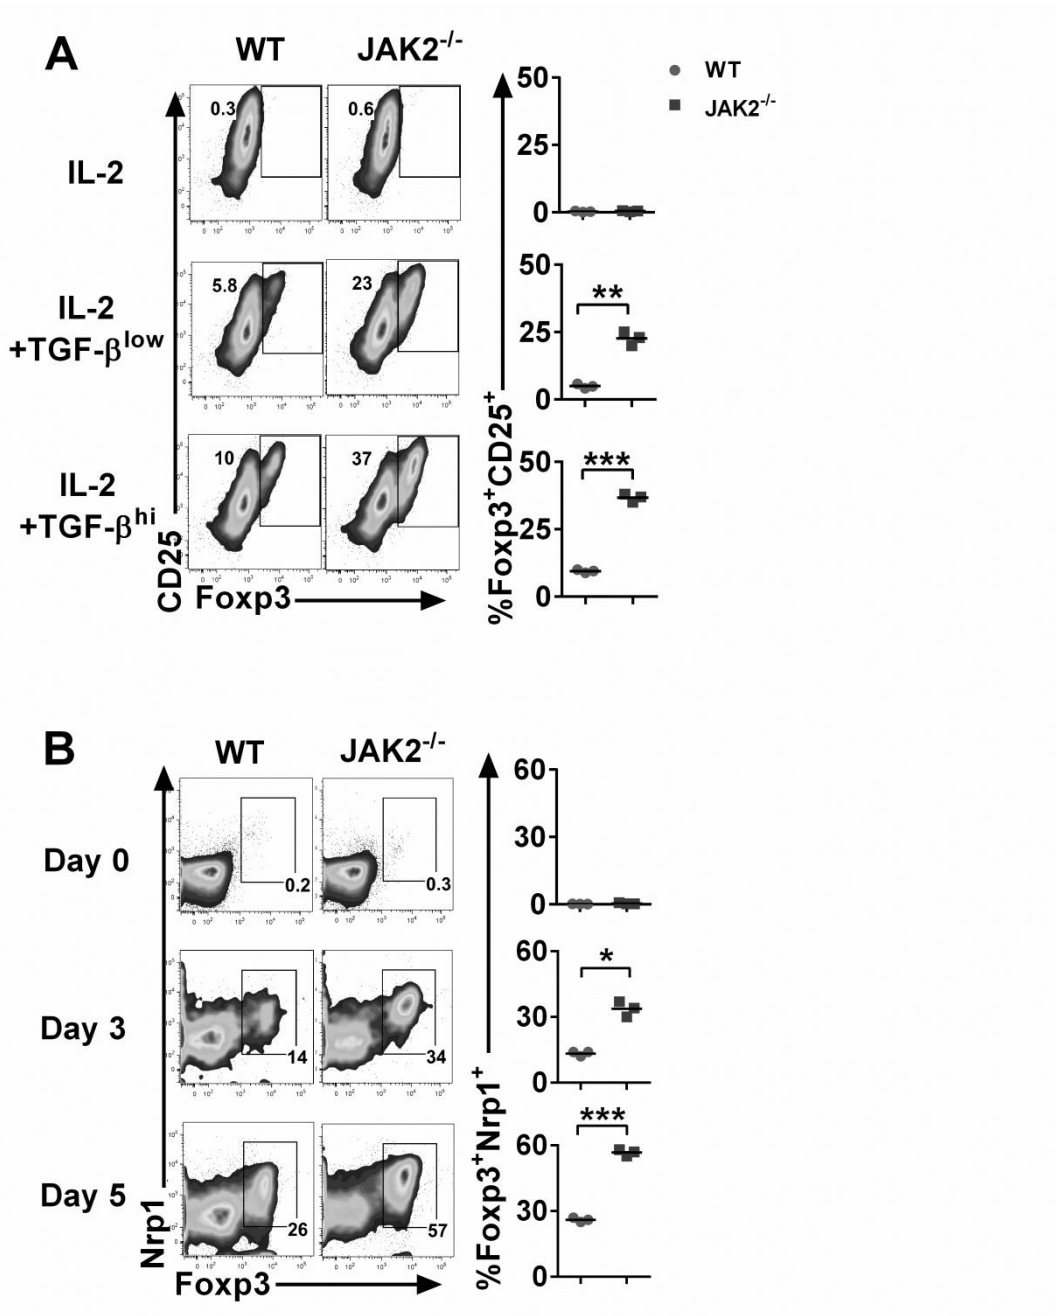 A
WT
JAK2-/-
IL-2
0.3
0.6
IL-2
+TGF-βlow
5.8
23
IL-2
+TGF-βhi
10
37
CD25
Foxp3
%Foxp3+CD25+
WT
JAK2-/-
50
25
0
50
**
25
0
50
***
25
0
B
WT
JAK2-/-
Day 0
0.2
0.3
Day 3
14
34
Day 5
26
57
Nrp1
Foxp3
%Foxp3+Nrp1+
60
30
0
60
*
30
0
***
60
30
0